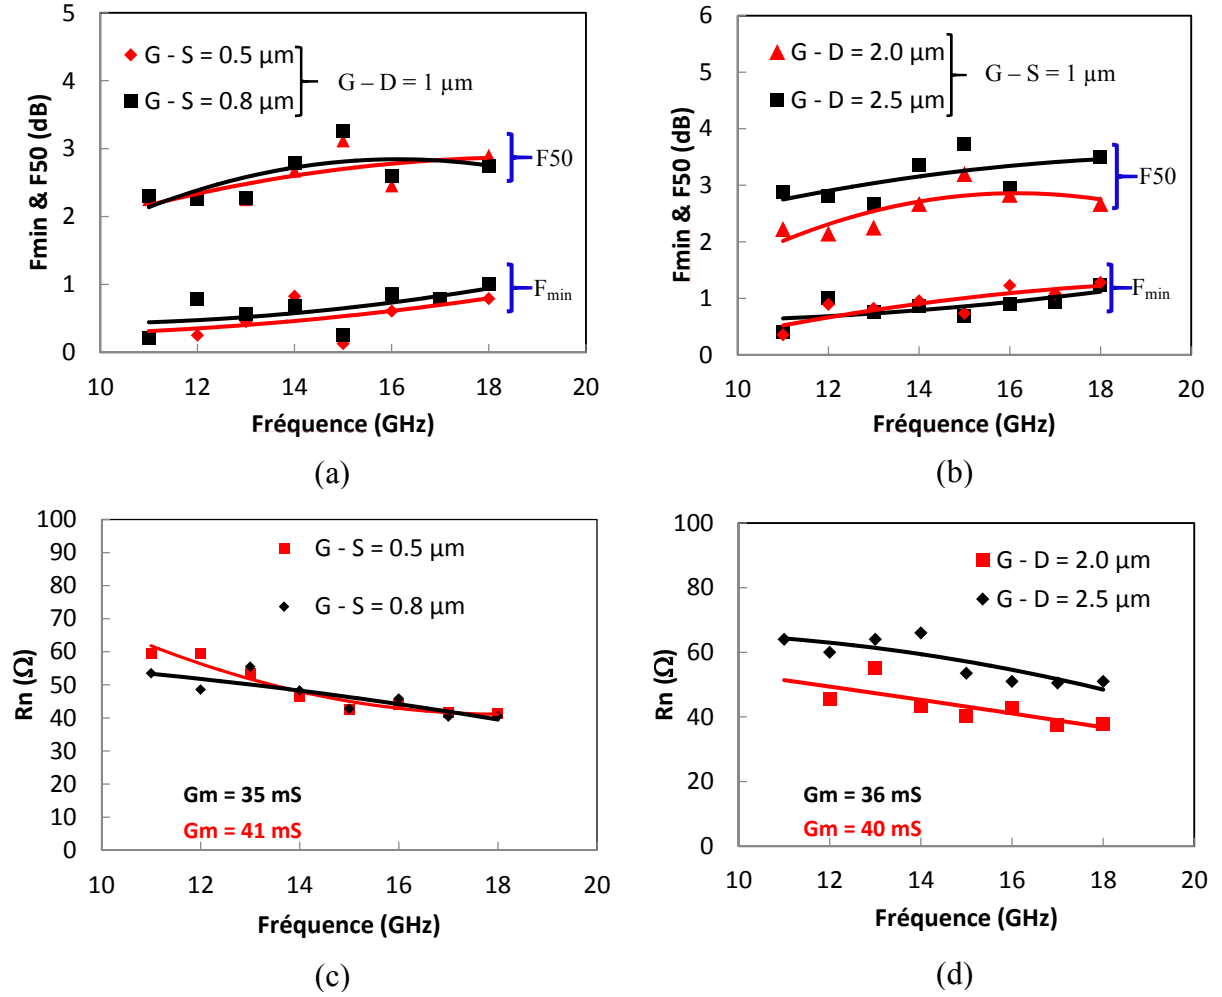 5
4
3
2
1
0
Fmin & F50 (dB)
G - S = 0.5 µm
G - S = 0.8 µm
G – D = 1 µm
F50
Fmin
10 12 14 16 18 20
Fréquence (GHz)
(a)
6
5
4
3
2
1
0
Fmin & F50 (dB)
G - D = 2.0 µm
G - D = 2.5 µm
G – S = 1 µm
F50
Fmin
10 12 14 16 18 20
Fréquence (GHz)
(b)
100
90
80
70
60
50
40
30
20
10
0
Rn (Ω)
G - S = 0.5 µm
G - S = 0.8 µm
Gm = 35 mS
Gm = 41 mS
10 12 14 16 18 20
Fréquence (GHz)
(c)
100
80
60
40
20
0
Rn (Ω)
G - D = 2.0 µm
G - D = 2.5 µm
Gm = 36 mS
Gm = 40 mS
10 12 14 16 18 20
Fréquence (GHz)
(d)